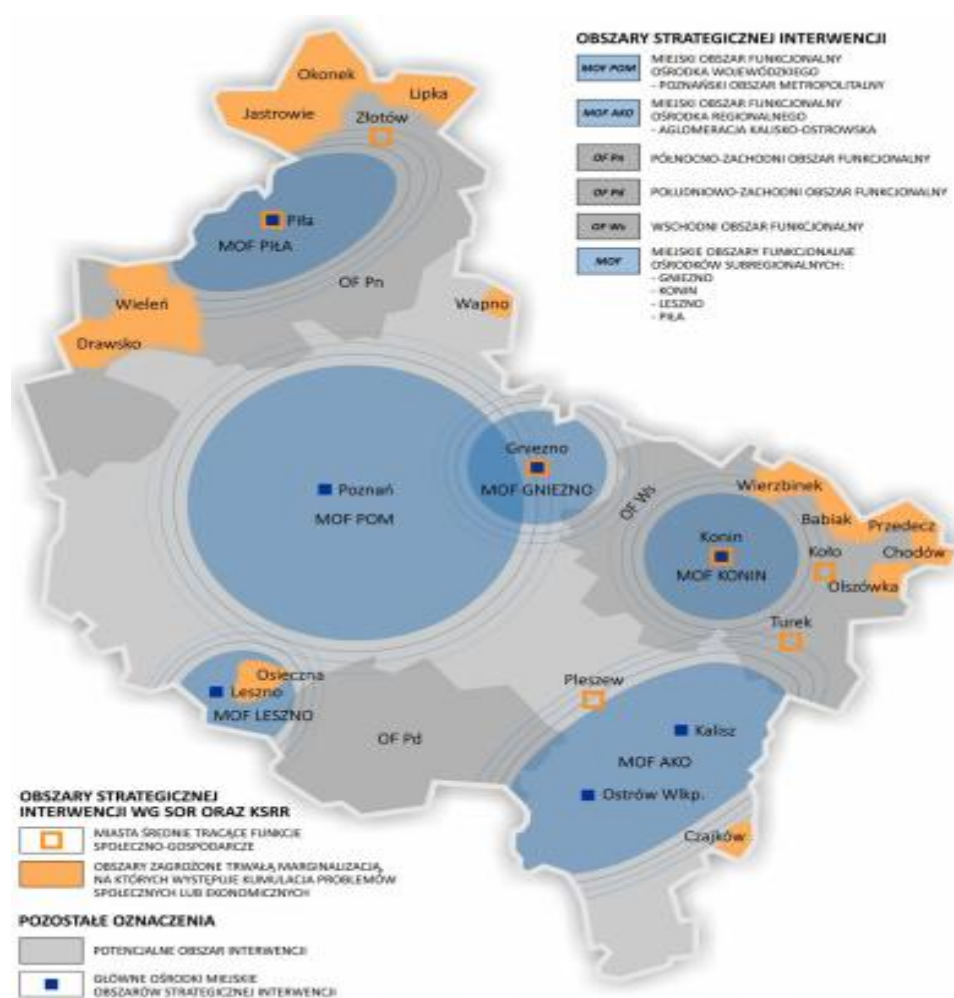 OBSZARY STRATEGICZNEJ INTERWENCJI
MOF POM
MIEJSKI OBSZAR FUNKCJONALNY
OŚRODKA WOJEWÓDZKIEGO
- POZNAŃSKI OBSZAR METROPOLITALNY
MOF AKO
MIEJSKI OBSZAR FUNKCJONALNY
OŚRODKA REGIONALNEGO
- AGLOMERACJA KALISKO-OSTROWSKA
OF Pn
PÓŁNOCNO-ZACHODNI OBSZAR FUNKCJONALNY
OF Pd
POŁUDNIOWO-ZACHODNI OBSZAR FUNKCJONALNY
OF Ws
WSCHODNI OBSZAR FUNKCJONALNY
MOF
MIEJSKIE OBSZARY FUNKCJONALNE
OŚRODKÓW SUBREGIONALNYCH:
- GNIEZNO
- KONIN
- LESZNO
- PIŁA
Okonek
Lipka
Jastrowie
Złotów
Piła
MOF PIŁA
OF Pn
Wieleń
Wapno
Drawsko
Gniezno
MOF GNIEZNO
Poznań
MOF POM
OF Ws
Wierzbinek
Babiak
Przedecz
Konin
Koło
Chodów
MOF KONIN
Olszówka
Turek
Osieczna
Leszno
MOF LESZNO
Pleszew
OF Pd
Kalisz
MOF AKO
Ostrów Wlkp.
Czajków
OBSZARY STRATEGICZNEJ
INTERWENCJI WG SOR ORAZ KSRR
MIASTA ŚREDNIE TRACĄCE FUNKCJE
SPOŁECZNO-GOSPODARCZE
OBSZARY ZAGROŻONE TRWAŁĄ MARGINALIZACJĄ,
NA KTÓRYCH WYSTĘPUJE KUMULACJA PROBLEMÓW
SPOŁECZNYCH LUB EKONOMICZNYCH
POZOSTAŁE OZNACZENIA
POTENCJALNE OBSZARY INTERWENCJI
GŁÓWNE OŚRODKI MIEJSKIE
OBSZARÓW STRATEGICZNEJ INTERWENCJI